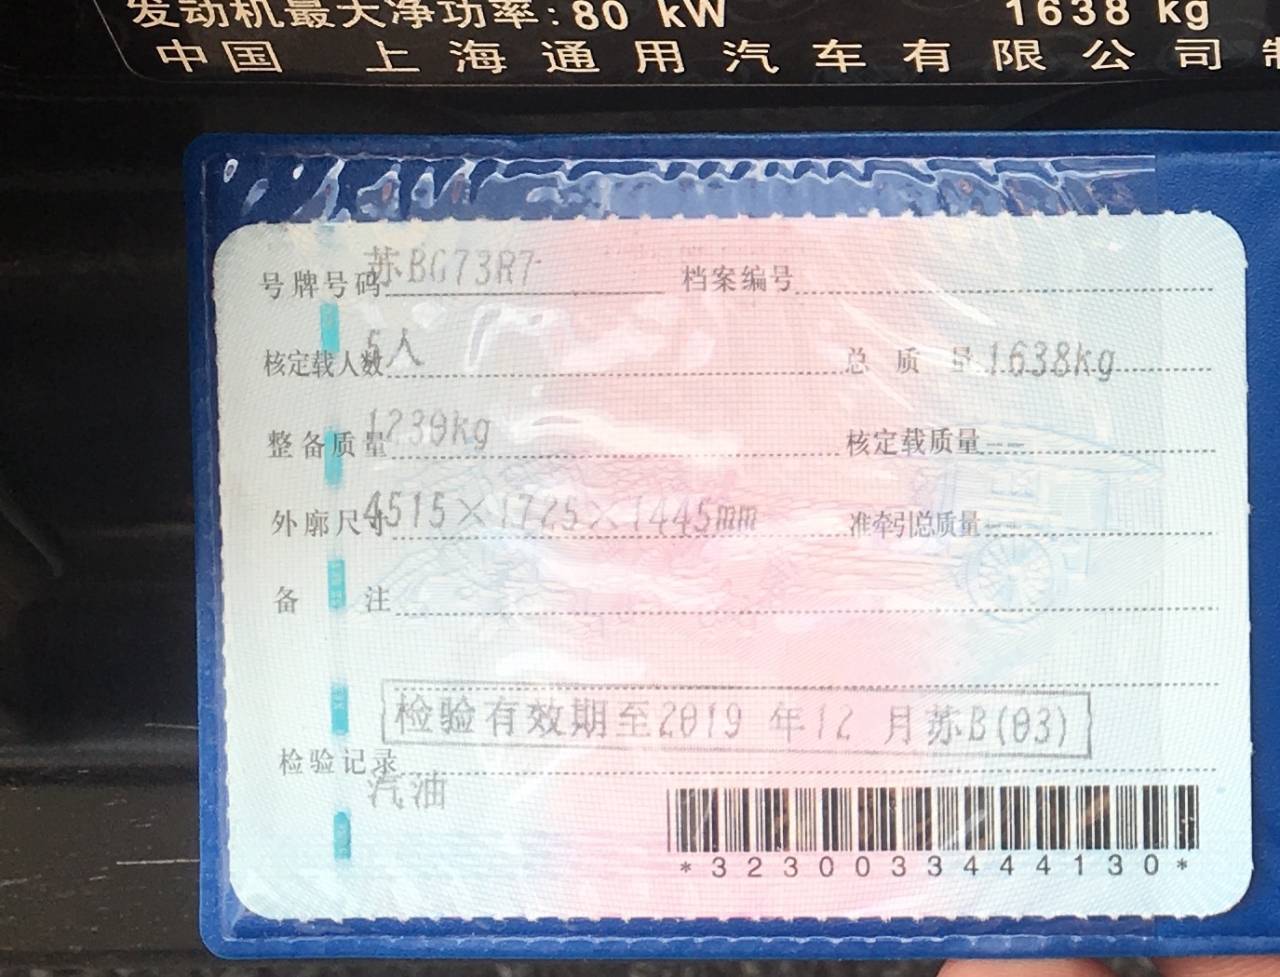 发动机最大净功率:80 kW 1638 kg
中国 上海通用汽车有限公司制
号牌号码 苏BG73R7 档案编号
核定载人数 5人 总质量 1638kg
整备质量 1230kg 核定载质量 --
外廓尺寸 4515×1725×1445mm 准牵引总质量 --
备注
检验有效期至2019 年12 月苏B(03)
检验记录
汽油
*3230033444130*